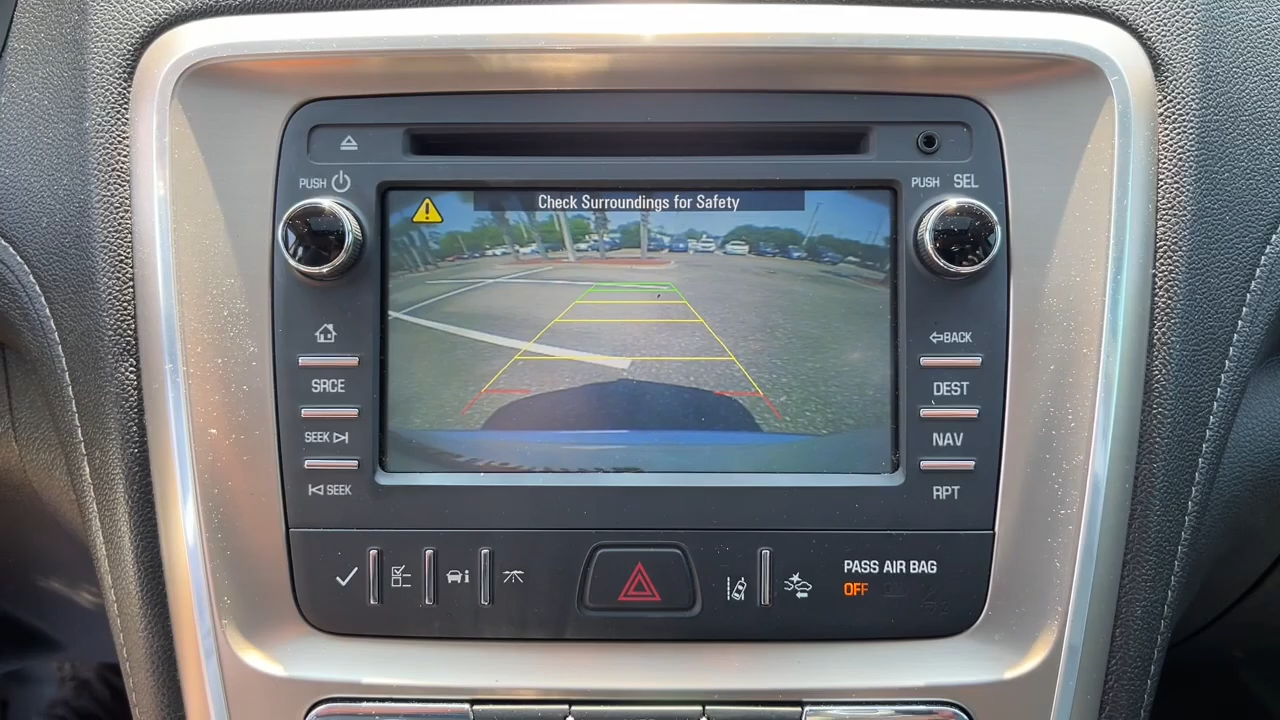 PUSH
PUSH SEL
Check Surroundings for Safety
BACK
SRCE
DEST
SEEK
NAV
SEEK
RPT
PASS AIR BAG
OFF